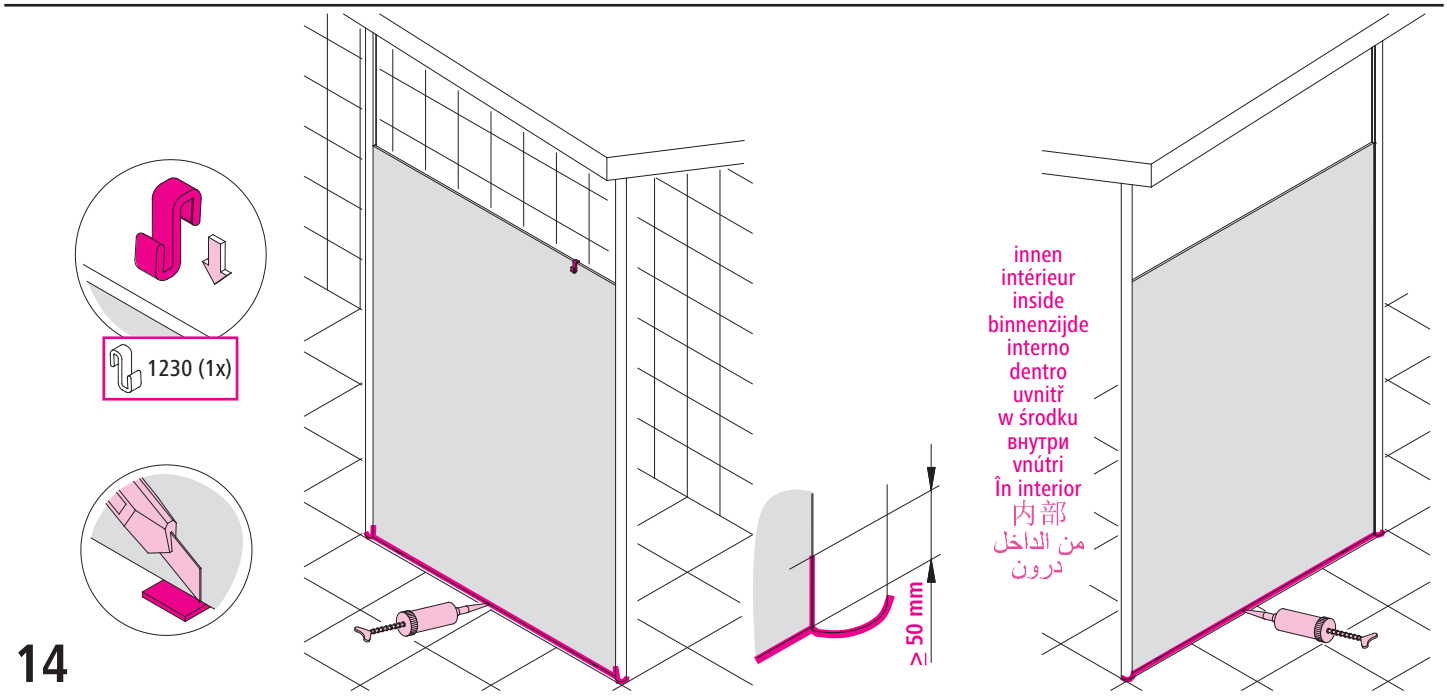 1230 (1x)
14
≥ 50 mm
innen
intérieur
inside
binnenzijde
interno
dentro
uvnitř
w środku
внутри
vnútri
În interior
内部
من الداخل
درون